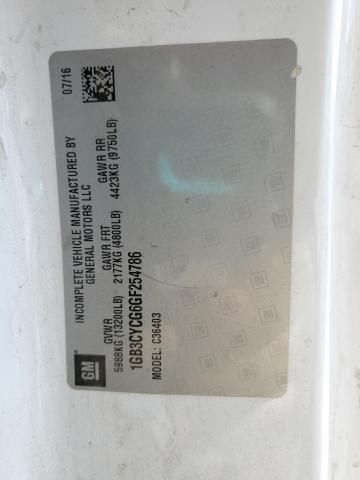 GM
INCOMPLETE VEHICLE MANUFACTURED BY
07/16
GENERAL MOTORS LLC
GVWR GAWR FRT GAWR RR
5988KG (13200LB) 2177KG (4800LB) 4423KG (9750LB)
1GB3CYCG6GF254786
MODEL: C36403